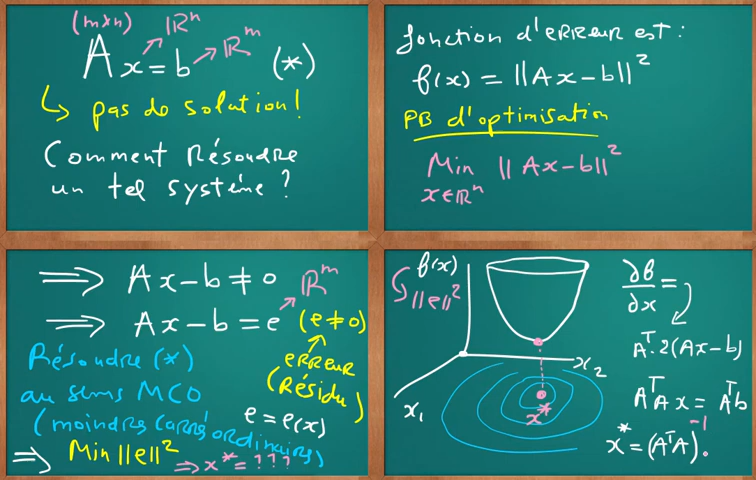 (m×n) ℝⁿ
Ax = b → ℝᵐ (*)
↳ pas de solution!
Comment Résoudre
un tel système ?
fonction d'ERREUR est :
f(x) = ||Ax-b||²
PB d'optimisation
Min ||Ax-b||²
x∈ℝⁿ
⟹ Ax-b ≠ 0 ℝᵐ
⟹ Ax-b = e (e≠0)
Résoudre (*)
au sens MCO
(moindres carrés ordinaires)
ERREUR
(Résidu)
e = e(x)
⟹ Min ||e||²
⟹ x* = ???
f(x)
||e||²
x₂
x₁
x*
∂f/∂x =
Aᵀ.2(Ax-b)
AᵀAx = Aᵀb
x* = (AᵀA)⁻¹.